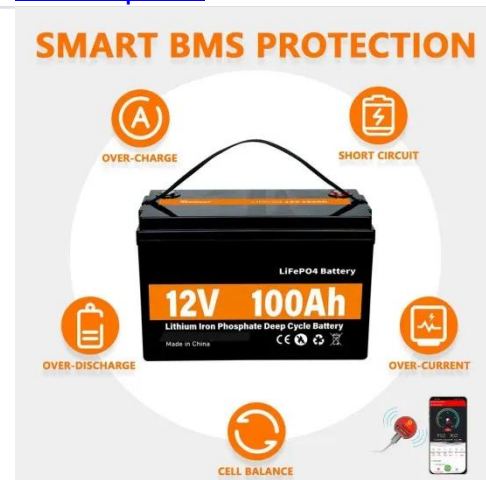 SMART BMS PROTECTION
OVER-CHARGE
SHORT CIRCUIT
LiFePO4 Battery
12V 100Ah
Lithium Iron Phosphate Deep Cycle Battery
Made in China
CE
OVER-DISCHARGE
OVER-CURRENT
CELL BALANCE